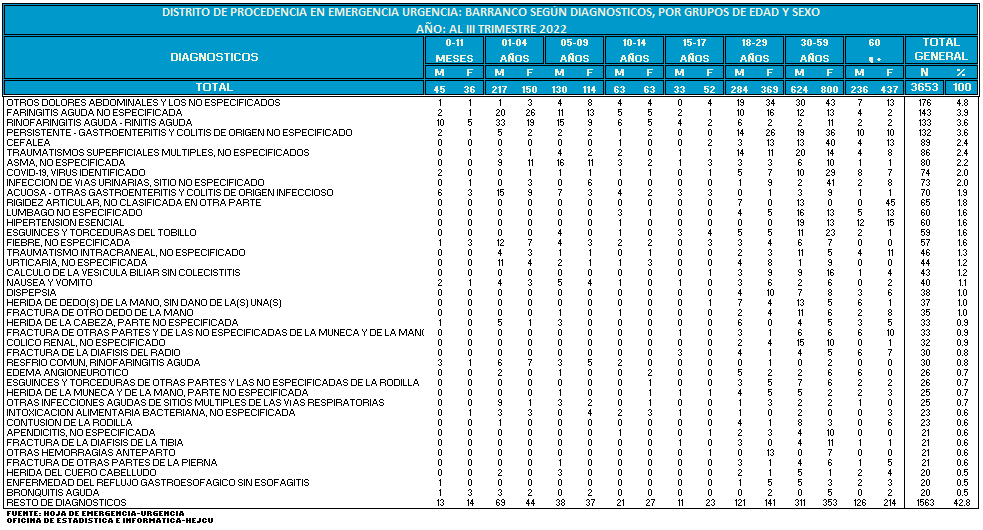 DISTRITO DE PROCEDENCIA EN EMERGENCIA URGENCIA: BARRANCO SEGÚN DIAGNOSTICOS, POR GRUPOS DE EDAD Y SEXO
AÑO: AL III TRIMESTRE 2022
DIAGNOSTICOS 0-11 MESES 01-04 AÑOS 05-09 AÑOS 10-14 AÑOS 15-17 AÑOS 18-29 AÑOS 30-59 AÑOS 60 TOTAL GENERAL
M F M F M F M F M F M F M F M F N %
TOTAL 45 36 217 150 130 114 63 63 33 52 284 369 624 800 236 437 3653 100
OTROS DOLORES ABDOMINALES Y LOS NO ESPECIFICADOS 1 1 1 3 4 8 4 4 0 4 19 34 30 43 7 13 176 4.8
FARINGITIS AGUDA NO ESPECIFICADA 2 1 20 26 11 13 5 5 2 1 10 16 12 13 4 2 143 3.9
RINOFARINGITIS AGUDA - RINITIS AGUDA 10 5 33 19 15 9 6 5 4 2 6 2 2 11 2 2 133 3.6
PERSISTENTE - GASTROENTERITIS Y COLITIS DE ORIGEN NO ESPECIFICADO 2 1 5 2 2 2 1 2 0 0 14 26 19 36 10 10 132 3.6
CEFALEA 0 0 0 0 0 0 0 1 1 2 3 13 13 40 4 13 89 2.4
TRAUMATISMOS SUPERFICIALES MULTIPLES, NO ESPECIFICADOS 0 1 3 1 4 2 2 0 1 1 14 11 20 14 4 8 86 2.4
ASMA, NO ESPECIFICADA 0 0 9 11 16 11 3 2 1 3 3 3 6 10 1 1 80 2.2
COVID-19, VIRUS IDENTIFICADO 2 0 0 1 1 1 1 1 0 0 5 7 10 29 8 7 74 2.0
INFECCION DE VIAS URINARIAS, SITIO NO ESPECIFICADO 0 1 0 3 0 6 0 0 0 0 1 9 2 41 2 8 73 2.0
ACUOSA - OTRAS GASTROENTERITIS Y COLITIS DE ORIGEN INFECCIOSO 6 3 15 9 7 3 4 2 3 3 0 1 3 9 1 1 70 1.9
RIGIDEZ ARTICULAR, NO CLASIFICADA EN OTRA PARTE 0 0 0 0 0 0 0 0 0 0 7 0 13 0 0 45 65 1.8
LUMBAGO NO ESPECIFICADO 0 0 0 0 0 0 3 1 0 0 4 5 16 13 5 13 60 1.6
HIPERTENSION ESENCIAL 0 0 0 0 0 0 1 0 0 0 0 0 19 13 12 15 60 1.6
ESGUINCES Y TORCEDURAS DEL TOBILLO 0 0 0 0 4 0 1 0 3 4 5 5 11 23 2 1 59 1.6
FIEBRE, NO ESPECIFICADA 1 3 12 7 4 3 2 2 0 3 3 4 6 7 0 0 57 1.6
TRAUMATISMO INTRACRANEAL, NO ESPECIFICADO 0 0 4 3 1 1 0 1 0 0 2 3 11 5 4 11 46 1.3
URTICARIA, NO ESPECIFICADA 0 0 11 4 2 1 1 3 0 0 4 8 1 9 0 0 44 1.2
CALCULO DE LA VESICULA BILIAR SIN COLECISTITIS 0 0 0 0 0 0 0 0 0 1 3 9 9 16 1 4 43 1.2
NAUSEA Y VOMITO 2 1 4 3 5 4 1 0 0 1 3 6 2 6 0 2 40 1.1
DISPEPSIA 0 0 0 0 0 0 0 0 0 0 4 10 7 8 3 6 38 1.0
HERIDA DE DEDO(S) DE LA MANO, SIN DANO DE LA(S) UNA(S) 0 0 0 0 0 0 0 0 0 1 7 4 13 5 6 1 37 1.0
FRACTURA DE OTRO DEDO DE LA MANO 0 0 0 0 1 0 1 0 0 0 2 4 11 6 2 8 35 1.0
HERIDA DE LA CABEZA, PARTE NO ESPECIFICADA 1 0 5 1 3 0 0 0 0 0 6 0 4 5 3 5 33 0.9
FRACTURA DE OTRAS PARTES Y DE LAS NO ESPECIFICADAS DE LA MUNECA Y DE LA MANO 0 0 0 0 0 0 0 0 0 0 3 1 6 6 6 10 33 0.9
COLICO RENAL, NO ESPECIFICADO 0 0 0 0 0 0 0 0 0 0 2 4 15 10 0 1 32 0.9
FRACTURA DE LA DIAFISIS DEL RADIO 0 0 0 0 0 0 0 0 3 0 4 1 4 5 6 7 30 0.8
RESFRIO COMUN, RINOFARINGITIS AGUDA 3 1 6 7 3 5 2 0 0 0 0 1 0 2 0 0 30 0.8
EDEMA ANGIONEUROTICO 0 0 2 0 1 0 0 2 0 0 5 2 2 6 6 0 26 0.7
ESGUINCES Y TORCEDURAS DE OTRAS PARTES Y LAS NO ESPECIFICADAS DE LA RODILLA 0 0 0 0 0 0 0 1 0 0 3 5 7 6 2 2 26 0.7
HERIDA DE LA MUNECA Y DE LA MANO, PARTE NO ESPECIFICADA 0 0 0 0 1 0 0 1 1 1 4 5 5 2 2 3 25 0.7
OTRAS INFECCIONES AGUDAS DE SITIOS MULTIPLES DE LAS VIAS RESPIRATORIAS 0 0 9 1 3 2 0 1 0 0 1 3 2 2 1 0 25 0.7
INTOXICACION ALIMENTARIA BACTERIANA, NO ESPECIFICADA 0 1 3 3 0 4 2 3 1 0 1 0 2 0 0 3 23 0.6
CONTUSION DE LA RODILLA 0 0 1 0 0 0 0 0 0 0 4 1 8 3 0 6 23 0.6
APENDICITIS, NO ESPECIFICADA 0 0 0 0 0 0 0 0 0 1 2 3 4 10 0 0 21 0.6
FRACTURA DE LA DIAFISIS DE LA TIBIA 0 0 0 0 0 0 0 0 1 0 3 0 4 11 1 1 21 0.6
OTRAS HEMORRAGIAS ANTEPARTO 0 0 0 0 0 0 0 0 0 1 0 13 0 7 0 0 21 0.6
FRACTURA DE OTRAS PARTES DE LA PIERNA 0 0 0 0 1 0 0 0 0 0 3 1 4 6 1 5 21 0.6
HERIDA DEL CUERO CABELLUDO 0 0 2 0 3 0 0 0 0 0 2 1 5 1 2 4 20 0.5
ENFERMEDAD DEL REFLUJO GASTROESOFAGICO SIN ESOFAGITIS 1 0 0 0 0 0 0 0 0 0 1 5 5 3 2 3 20 0.5
BRONQUITIS AGUDA 1 3 3 2 0 2 0 0 0 0 0 2 0 5 0 2 20 0.5
RESTO DE DIAGNOSTICOS 13 14 69 44 38 37 21 27 11 23 121 141 311 353 126 214 1563 42.8
FUENTE: HOJA DE EMERGENCIA-URGENCIA
OFICINA DE ESTADISTICA E INFORMATICA-HEJCU